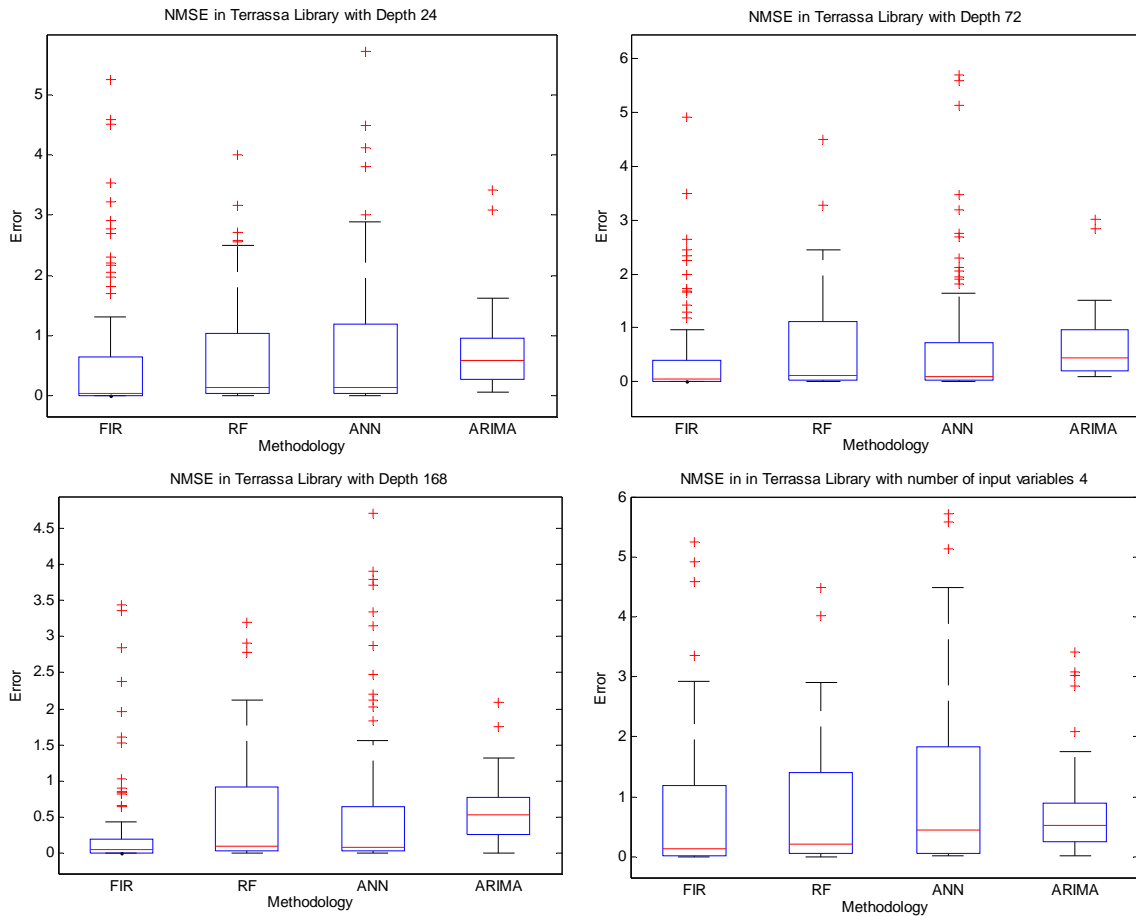 NMSE in Terrassa Library with Depth 24
Error
5
4
3
2
1
0
FIR RF ANN ARIMA
Methodology
NMSE in Terrassa Library with Depth 72
Error
6
5
4
3
2
1
0
FIR RF ANN ARIMA
Methodology
NMSE in Terrassa Library with Depth 168
Error
4.5
4
3.5
3
2.5
2
1.5
1
0.5
0
FIR RF ANN ARIMA
Methodology
NMSE in in Terrassa Library with number of input variables 4
Error
6
5
4
3
2
1
0
FIR RF ANN ARIMA
Methodology